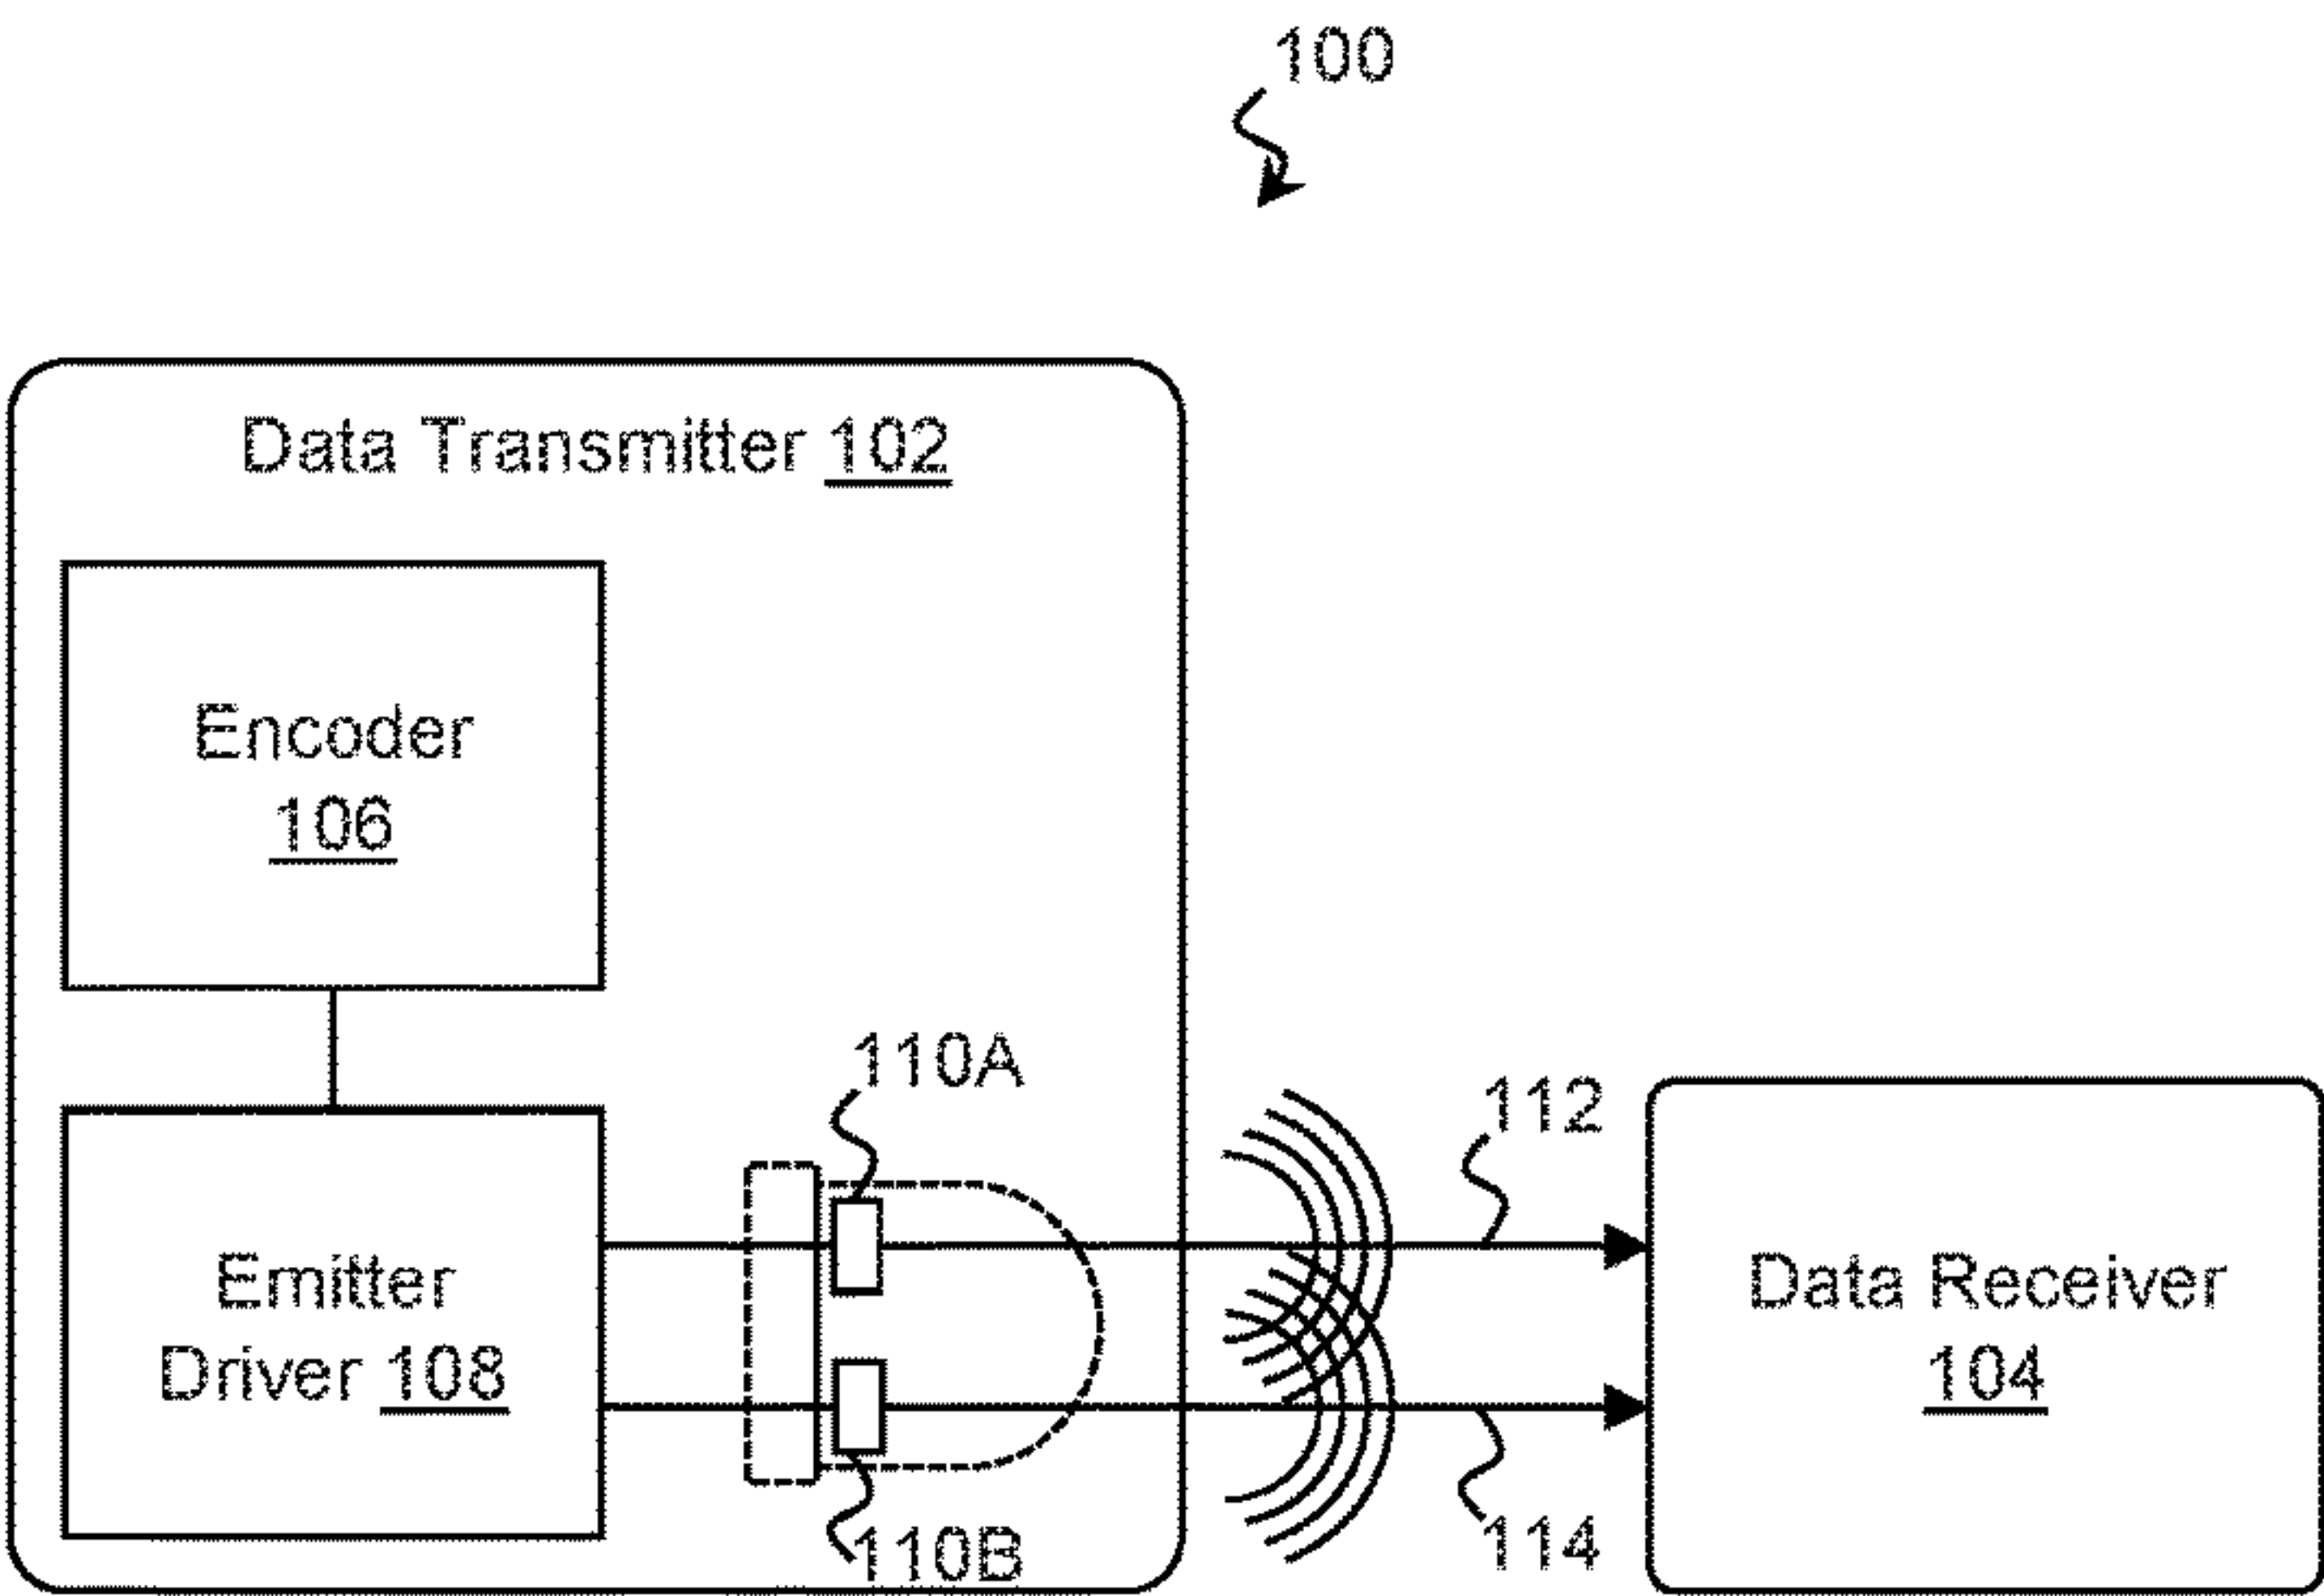 100
Data Transmitter 102
Encoder
106
110A
112
Emitter
Driver 108
Data Receiver
104
110B
114